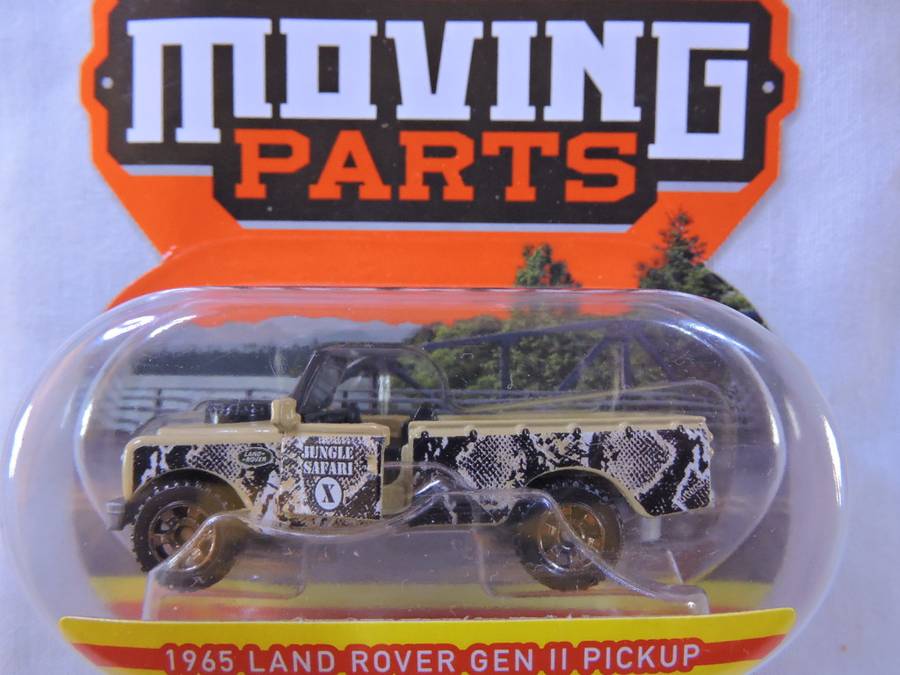 MOVING
PARTS
LAND-
ROVER
JUNGLE
SAFARI
X
1965 LAND ROVER GEN II PICKUP